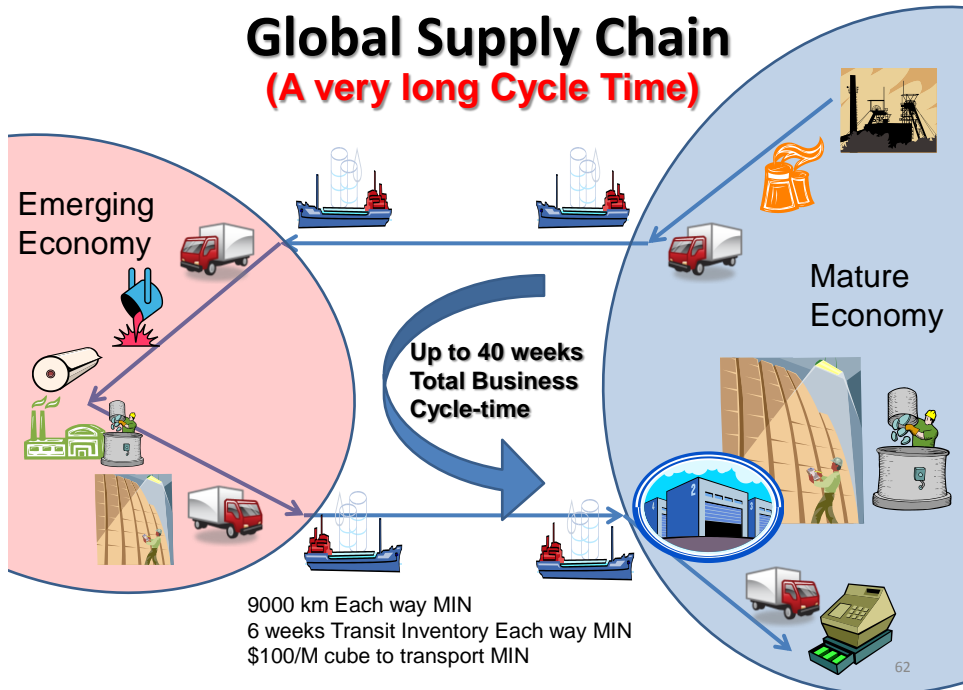 Global Supply Chain
(A very long Cycle Time)
Emerging
Economy
Mature
Economy
Up to 40 weeks
Total Business
Cycle-time
2
9000 km Each way MIN
6 weeks Transit Inventory Each way MIN
$100/M cube to transport MIN
62